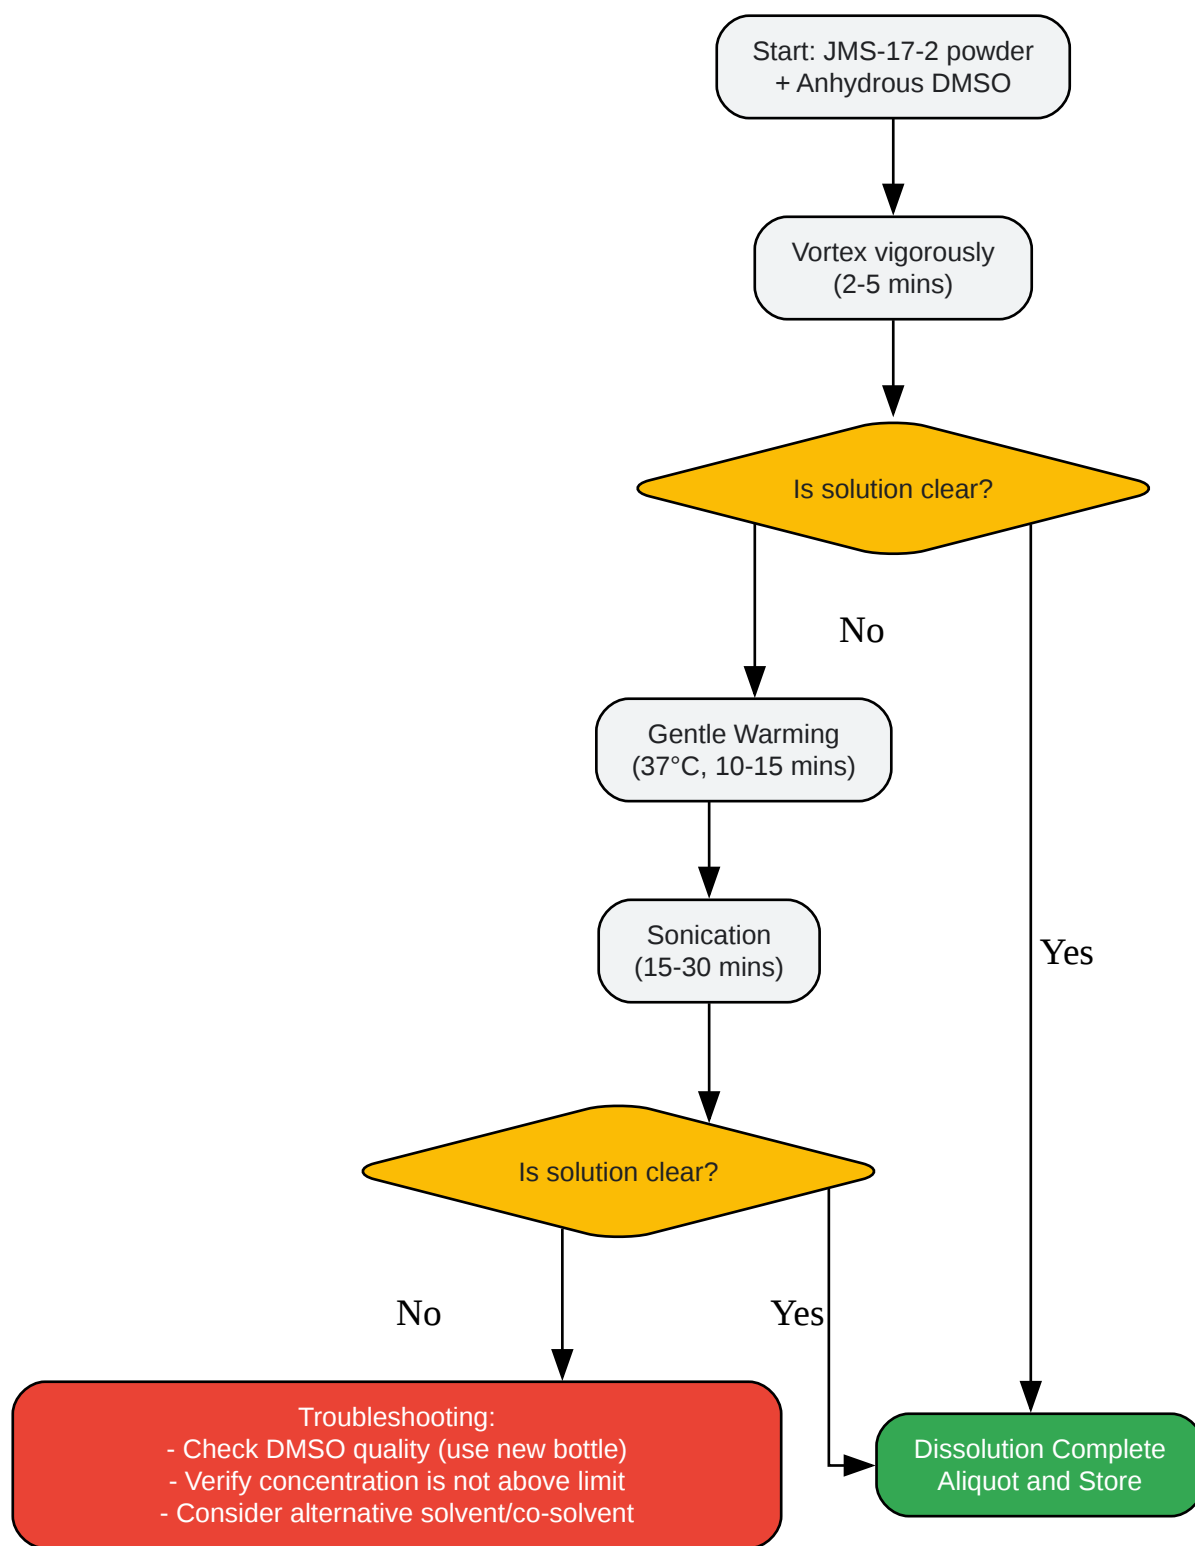 Start: JMS-17-2 powder
+ Anhydrous DMSO
Vortex vigorously
(2-5 mins)
Is solution clear?
No
Gentle Warming
(37°C, 10-15 mins)
Sonication
(15-30 mins)
Yes
Is solution clear?
No
Yes
Troubleshooting:
- Check DMSO quality (use new bottle)
- Verify concentration is not above limit
- Consider alternative solvent/co-solvent
Dissolution Complete
Aliquot and Store